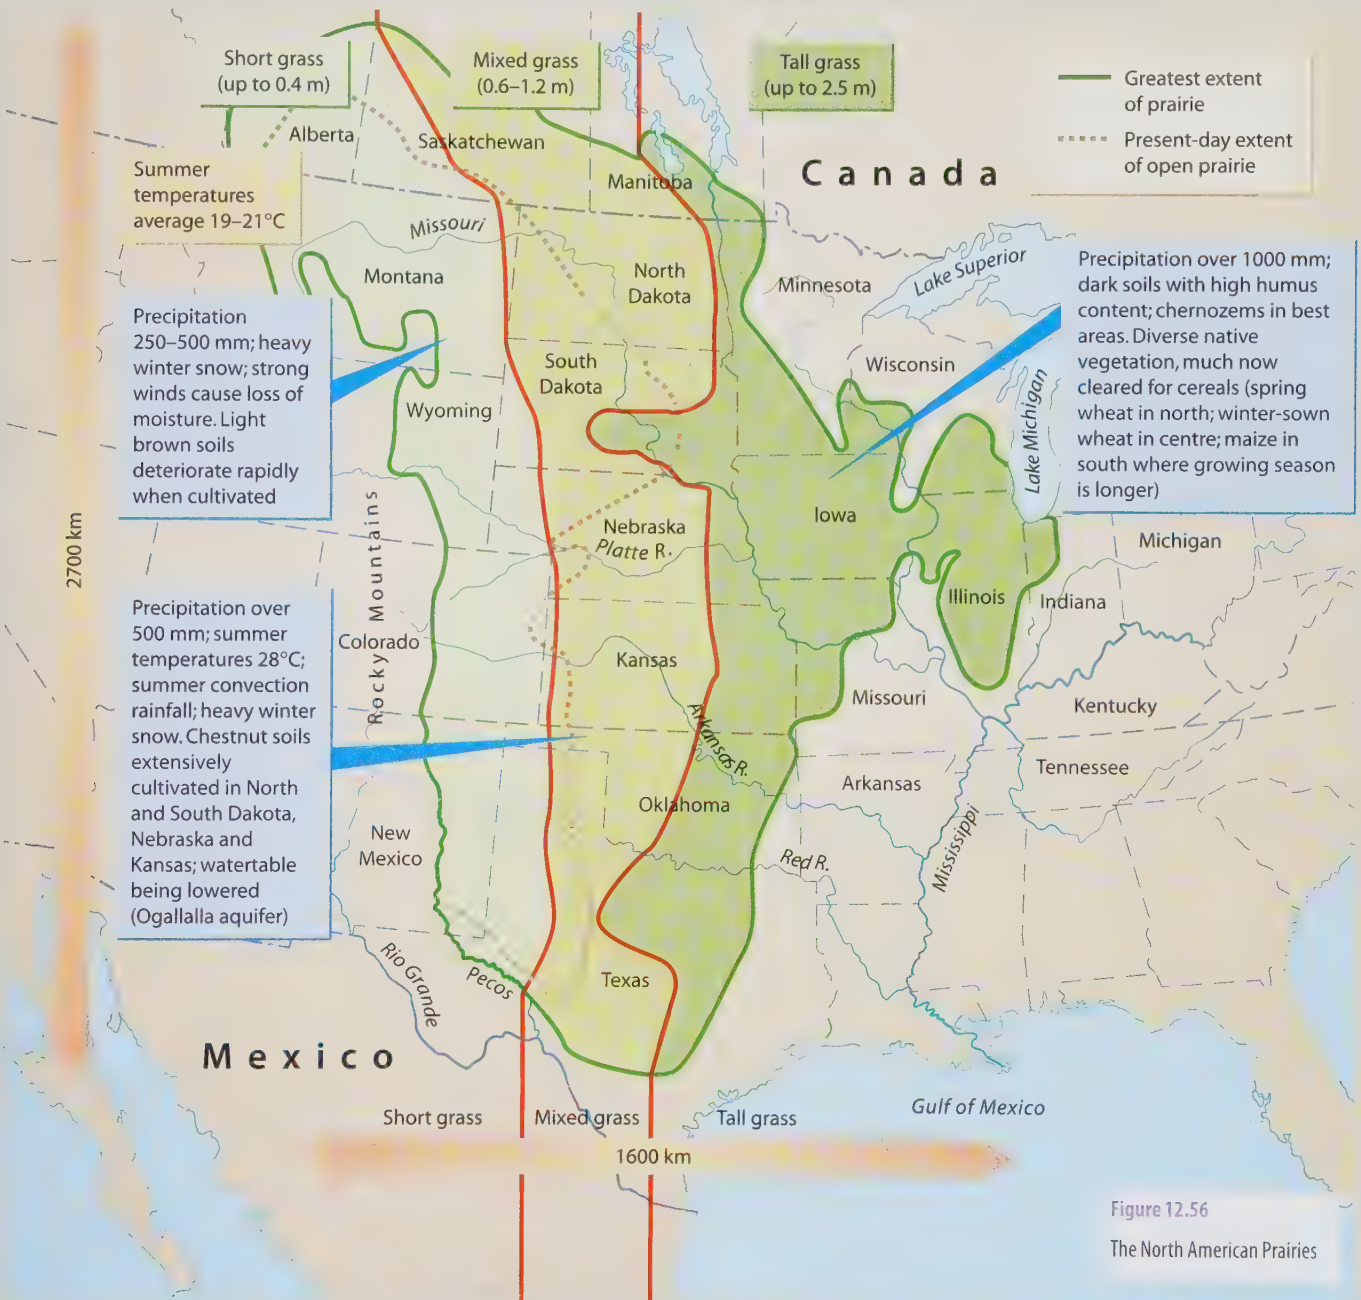 Short grass
(up to 0.4 m)
Mixed grass
(0.6–1.2 m)
Tall grass
(up to 2.5 m)
Greatest extent
of prairie
Present-day extent
of open prairie
Alberta
Saskatchewan
Manitoba
Canada
Summer
temperatures
average 19–21°C
Missouri
Montana
North
Dakota
Minnesota
Lake Superior
Precipitation over 1000 mm;
dark soils with high humus
content; chernozems in best
areas. Diverse native
vegetation, much now
cleared for cereals (spring
wheat in north; winter-sown
wheat in centre; maize in
south where growing season
is longer)
Precipitation
250–500 mm; heavy
winter snow; strong
winds cause loss of
moisture. Light
brown soils
deteriorate rapidly
when cultivated
South
Dakota
Wisconsin
Lake Michigan
Wyoming
Iowa
Nebraska
Platte R.
Michigan
2700 km
Rocky Mountains
Illinois
Indiana
Precipitation over
500 mm; summer
temperatures 28°C;
summer convection
rainfall; heavy winter
snow. Chestnut soils
extensively
cultivated in North
and South Dakota,
Nebraska and
Kansas; watertable
being lowered
(Ogallalla aquifer)
Colorado
Kansas
Missouri
Kentucky
Arkansas R.
Arkansas
Tennessee
Oklahoma
New
Mexico
Red R.
Mississippi
Rio Grande
Pecos
Texas
Mexico
Short grass
Mixed grass
Tall grass
Gulf of Mexico
1600 km
Figure 12.56
The North American Prairies